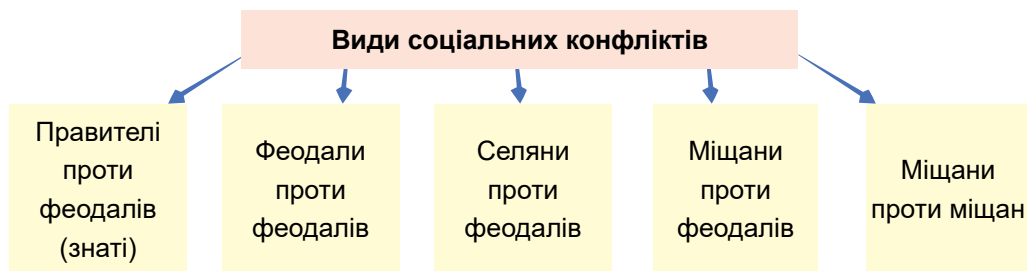 Види соціальних конфліктів
Правителі
проти
феодалів
(знаті)
Феодали
проти
феодалів
Селяни
проти
феодалів
Міщани
проти
феодалів
Міщани
проти міщан